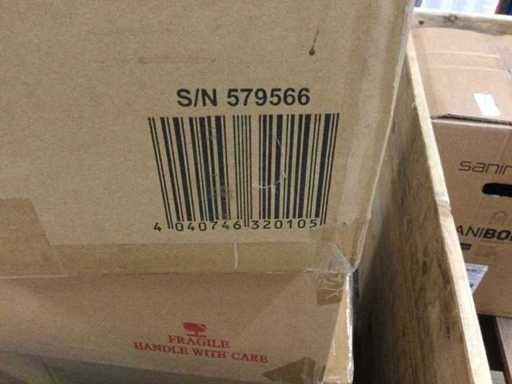 S/N 579566
4 040746 320105
FRAGILE
HANDLE WITH CARE